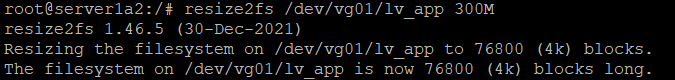 root@server1a2:/# resize2fs /dev/vg01/lv_app 300M
resize2fs 1.46.5 (30-Dec-2021)
Resizing the filesystem on /dev/vg01/lv_app to 76800 (4k) blocks.
The filesystem on /dev/vg01/lv_app is now 76800 (4k) blocks long.